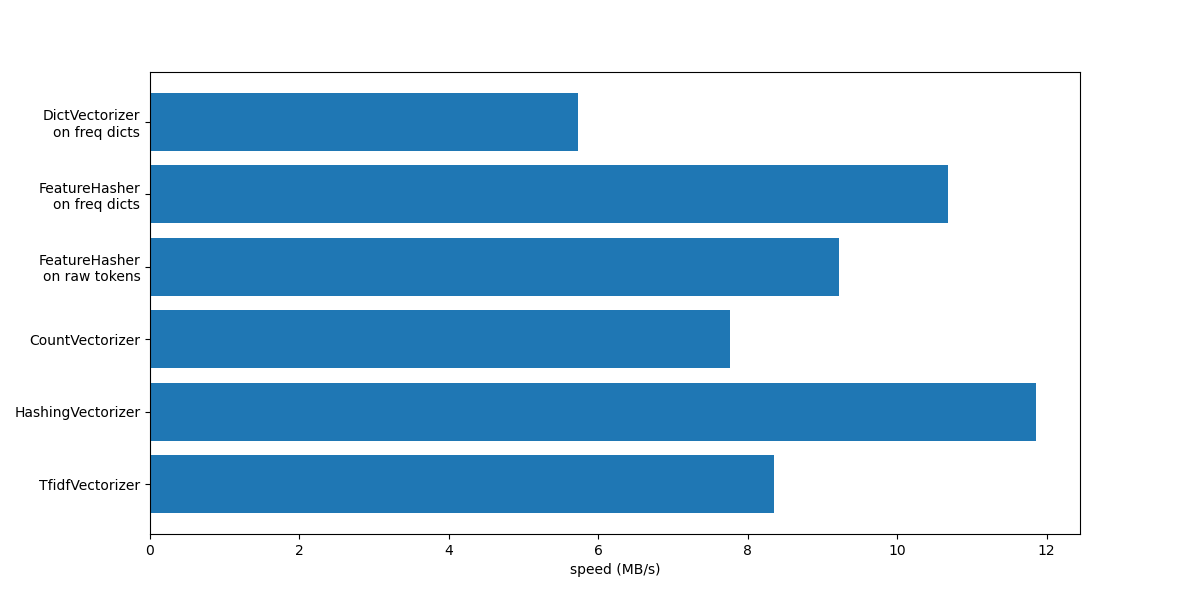 DictVectorizer
on freq dicts
FeatureHasher
on freq dicts
FeatureHasher
on raw tokens
CountVectorizer
HashingVectorizer
TfidfVectorizer
0 2 4 6 8 10 12
speed (MB/s)